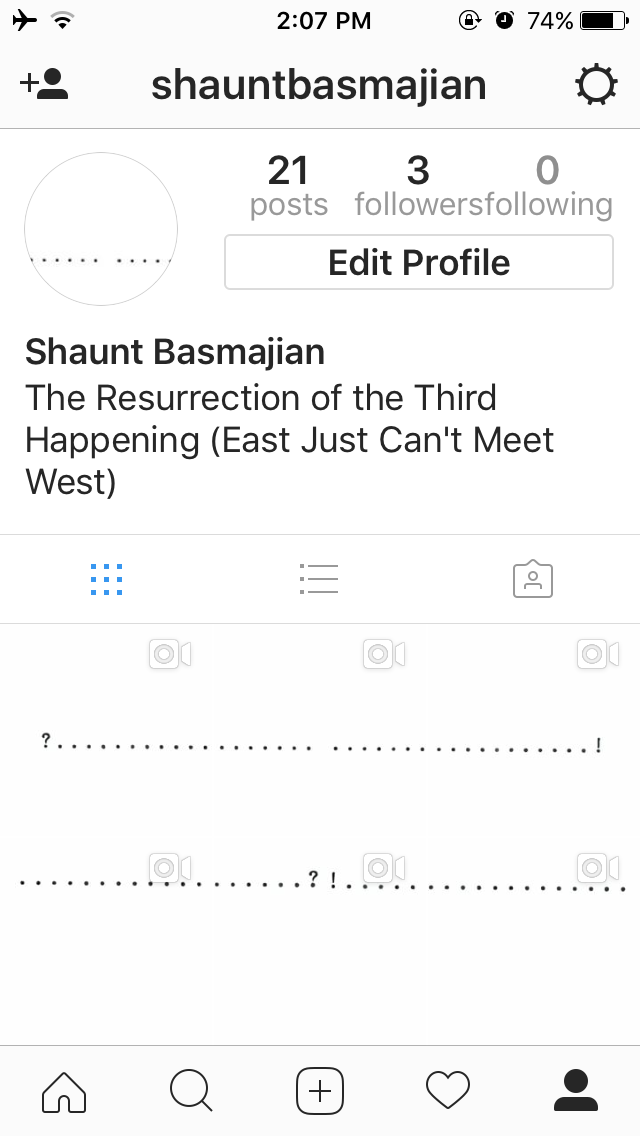 2:07 PM 74%
shauntbasmajian
21 3 0
posts followers following
Edit Profile
Shaunt Basmajian
The Resurrection of the Third
Happening (East Just Can't Meet
West)
?. . . . . . . . . . . . . . . . . . . . . . . . . . . . . .!
. . . . . . . . . . . . . . . .?!. . . . . . . . . . . . . . . .